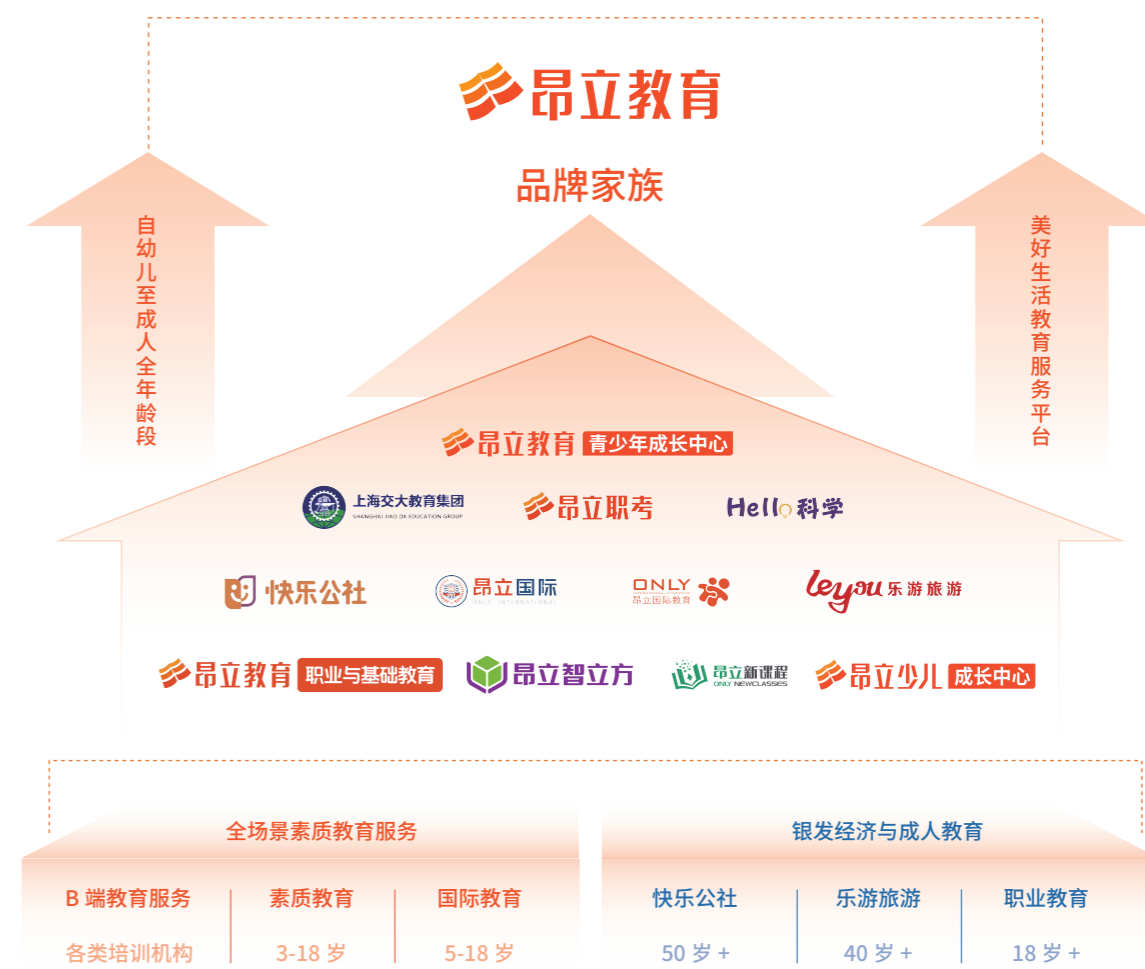 昂立教育
品牌家族
自幼儿至成人全年龄段
美好生活教育服务平台
昂立教育 青少年成长中心
上海交大教育集团
SHANGHAI JIAO DA EDUCATION GROUP
昂立职考
Hello科学
快乐公社
昂立国际
ONLY INTERNATIONAL
ONLY
昂立国际教育
leyou 乐游旅游
昂立教育 职业与基础教育
昂立智立方
昂立新课程
ONLY NEWCLASSES
昂立少儿 成长中心
全场景素质教育服务
银发经济与成人教育
B 端教育服务 素质教育 国际教育
快乐公社 乐游旅游 职业教育
各类培训机构 3-18 岁 5-18 岁
50 岁 + 40 岁 + 18 岁 +